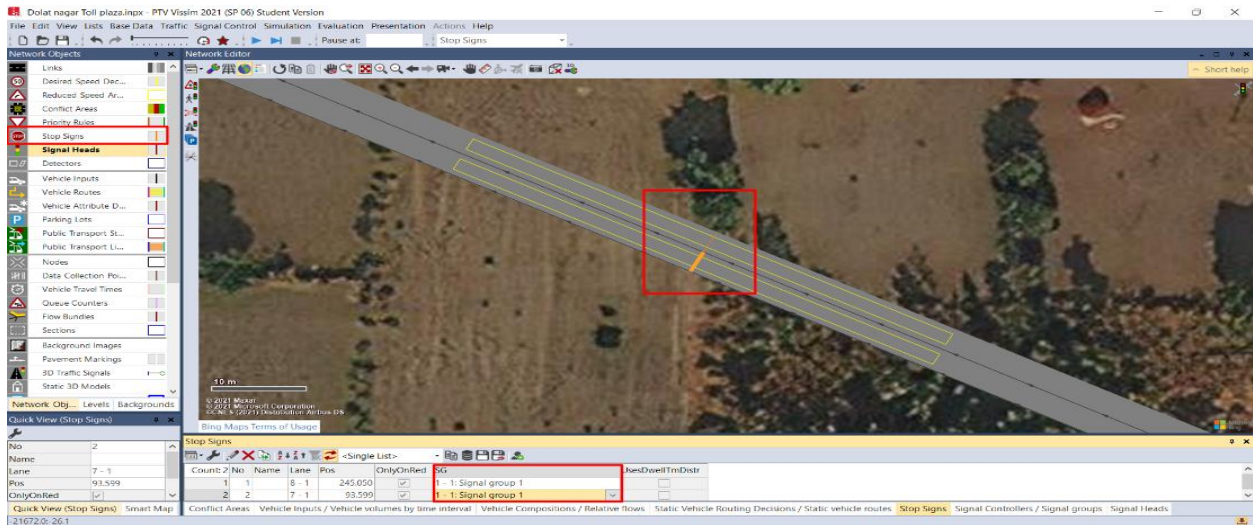 Dolat nagar Toll plaza.inpx - PTV Vissim 2021 (SP 06) Student Version
File Edit View Lists Base Data Traffic Signal Control Simulation Evaluation Presentation Actions Help
Pause at: Stop Signs
Network Objects Network Editor
Short help
Links
Desired Speed Dec...
Reduced Speed Ar...
Conflict Areas
Priority Rules
Stop Signs
Signal Heads
Detectors
Vehicle Inputs
Vehicle Routes
Vehicle Attribute D...
Parking Lots
Public Transport St...
Public Transport Li...
Nodes
Data Collection Poi...
Vehicle Travel Times
Queue Counters
Flow Bundles
Sections
Background Images
Pavement Markings
3D Traffic Signals
Static 3D Models
Network Obj... Levels Backgrounds
10 m
© 2021 Maxar
© 2021 Microsoft Corporation
©CNES (2021) Distribution Airbus DS
Bing Maps Terms of Usage
Quick View (Stop Signs)
No 2
Name
Lane 7 - 1
Pos 93.599
OnlyOnRed
Quick View (Stop Signs) Smart Map
Stop Signs
<Single List>
Count: 2 No Name Lane Pos OnlyOnRed SG UsesDwellTmDistr
1 1 8 - 1 245.050 1 - 1: Signal group 1
2 2 7 - 1 93.599 1 - 1: Signal group 1
Conflict Areas Vehicle Inputs / Vehicle volumes by time interval Vehicle Compositions / Relative flows Static Vehicle Routing Decisions / Static vehicle routes Stop Signs Signal Controllers / Signal groups Signal Heads
-21672.0: 26.1